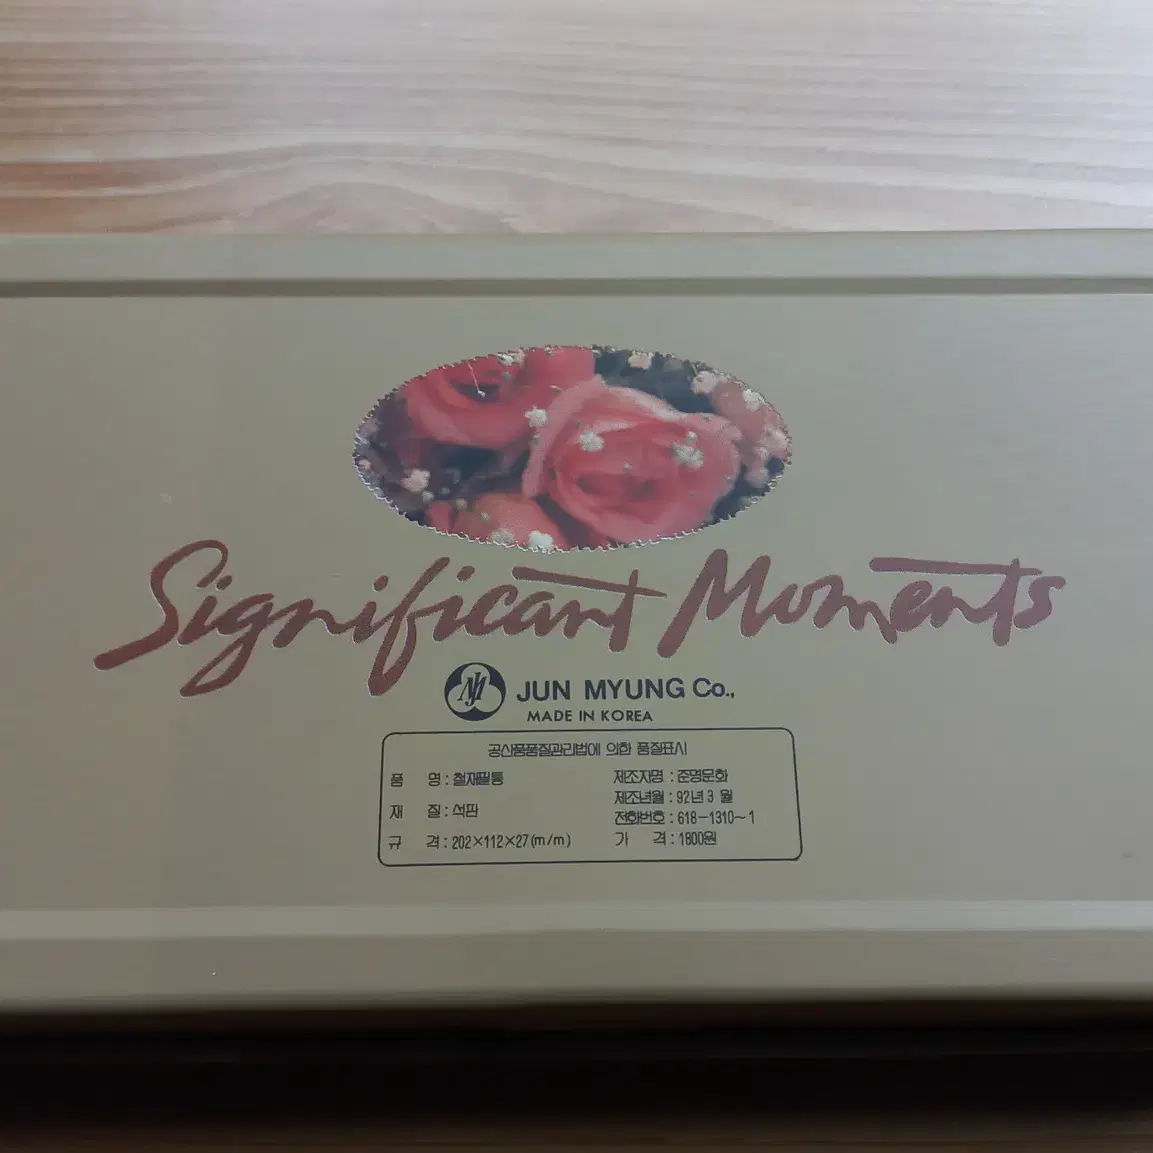 Significant Moments
JM JUN MYUNG Co.,
MADE IN KOREA
공산품품질관리법에 의한 품질표시
품 명 : 철재필통
재 질 : 석판
규 격 : 202×112×27(m/m)
제조자명 : 준명문화
제조년월 : 92년 3 월
전화번호 : 618-1310~1
가 격 : 1800원